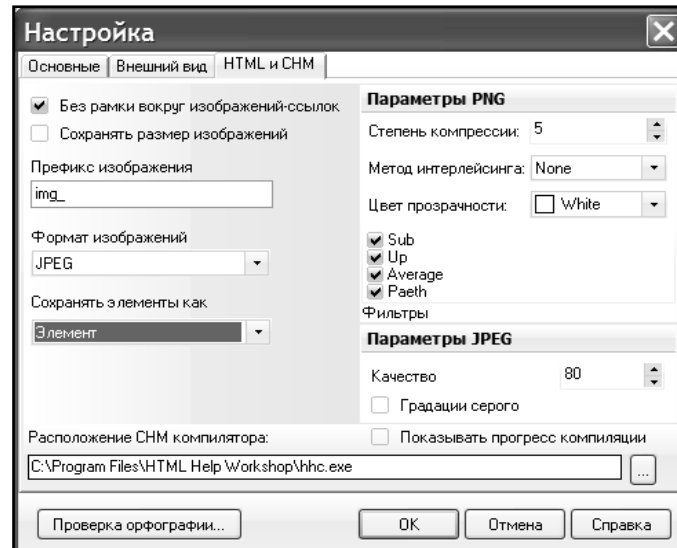 Настройка
Основные Внешний вид HTML и CHM
Без рамки вокруг изображений-ссылок
Сохранять размер изображений
Префикс изображения
img_
Формат изображений
JPEG
Сохранять элементы как
Элемент
Параметры PNG
Степень компрессии: 5
Метод интерлейсинга: None
Цвет прозрачности: White
Sub
Up
Average
Paeth
Фильтры
Параметры JPEG
Качество 80
Градации серого
Расположение CHM компилятора:
Показывать прогресс компиляции
C:\Program Files\HTML Help Workshop\hhc.exe
...
Проверка орфографии... OK Отмена Справка